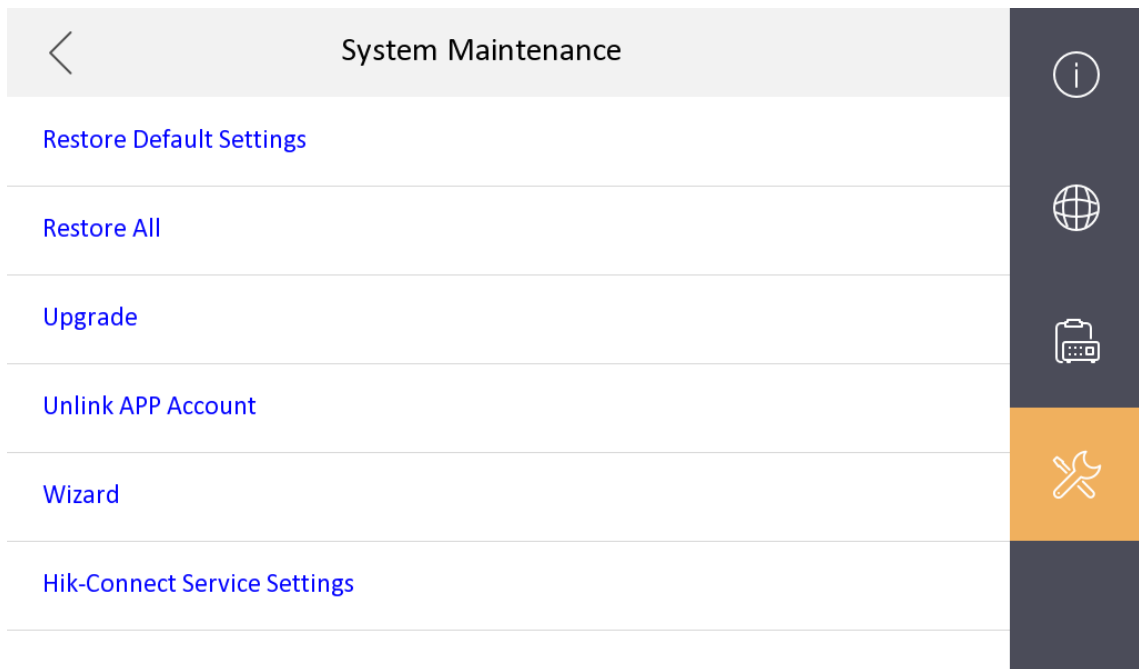 System Maintenance
Restore Default Settings
Restore All
Upgrade
Unlink APP Account
Wizard
Hik-Connect Service Settings